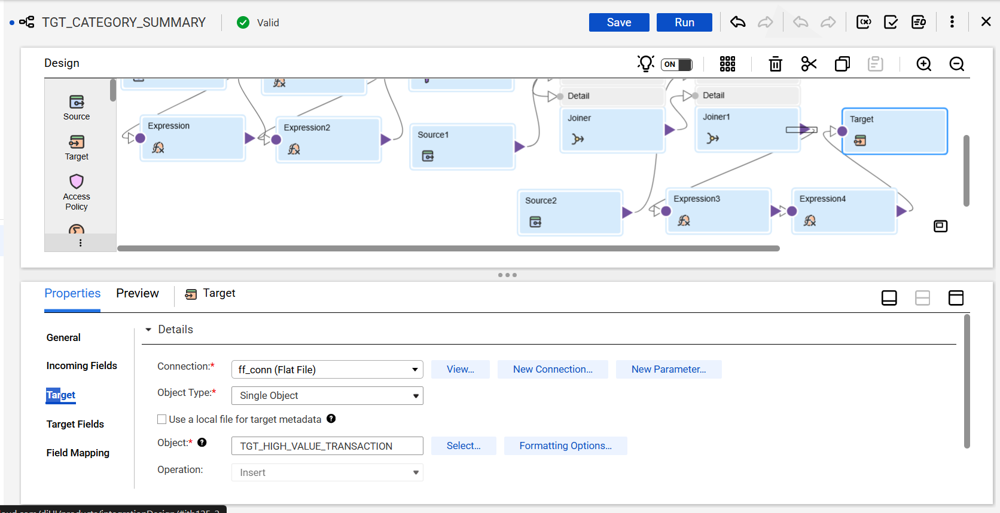 TGT_CATEGORY_SUMMARY
Valid
Save
Run
Design
ON
Source
Target
Access
Policy
Detail
Detail
Expression
Expression2
Source1
Joiner
Joiner1
Target
Source2
Expression3
Expression4
Properties
Preview
Target
General
Incoming Fields
Target
Target Fields
Field Mapping
Details
Connection:*
ff_conn (Flat File)
View...
New Connection...
New Parameter...
Object Type:*
Single Object
Use a local file for target metadata
Object:*
TGT_HIGH_VALUE_TRANSACTION
Select...
Formatting Options...
Operation:
Insert